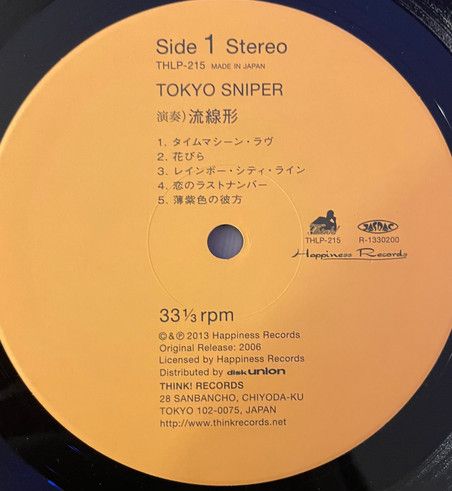 Side 1 Stereo
THLP-215 MADE IN JAPAN
TOKYO SNIPER
演奏) 流線形
1. タイムマシーン・ラヴ
2. 花びら
3. レインボー・シティ・ライン
4. 恋のラストナンバー
5. 薄紫色の彼方
THLP-215
JASRAC
R-1330200
Happiness Records
33 1/3 rpm
©&℗ 2013 Happiness Records
Original Release: 2006
Licensed by Happiness Records
Distributed by diskunion
THINK! RECORDS
28 SANBANCHO, CHIYODA-KU
TOKYO 102-0075, JAPAN
http://www.thinkrecords.net